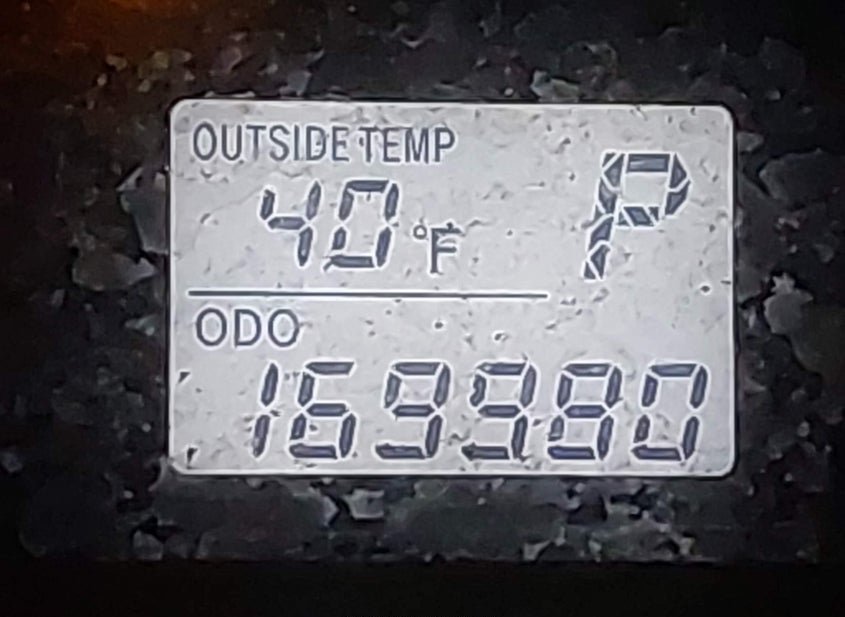 OUTSIDE TEMP
40 °F P
ODO
169980